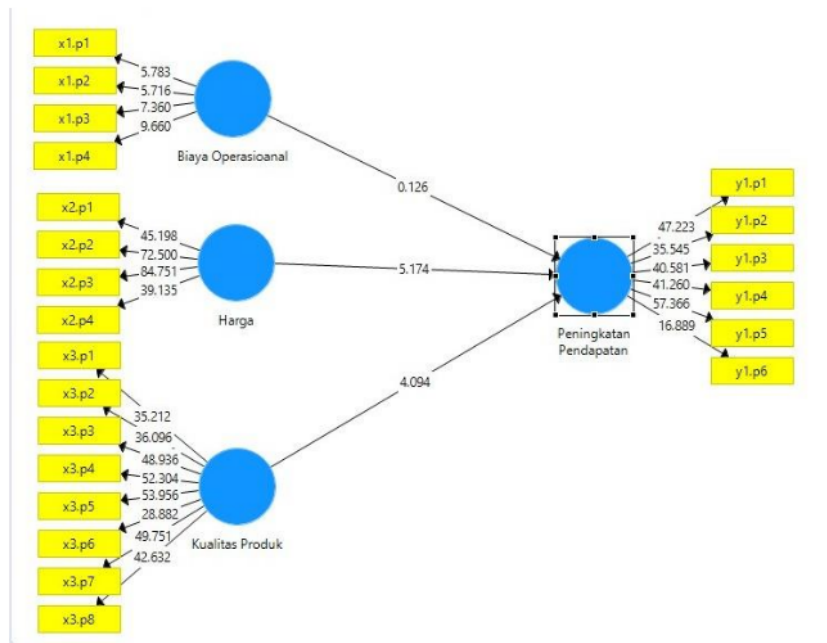 x1.p1
x1.p2
x1.p3
x1.p4
5.783
5.716
7.360
9.660
Biaya Operasioanal
x2.p1
x2.p2
x2.p3
x2.p4
45.198
72.500
84.751
39.135
Harga
x3.p1
x3.p2
x3.p3
x3.p4
x3.p5
x3.p6
x3.p7
x3.p8
35.212
36.096
48.936
52.304
53.956
28.882
49.751
42.632
Kualitas Produk
0.126
5.174
4.094
Peningkatan
Pendapatan
47.223
35.545
40.581
41.260
57.366
16.889
y1.p1
y1.p2
y1.p3
y1.p4
y1.p5
y1.p6